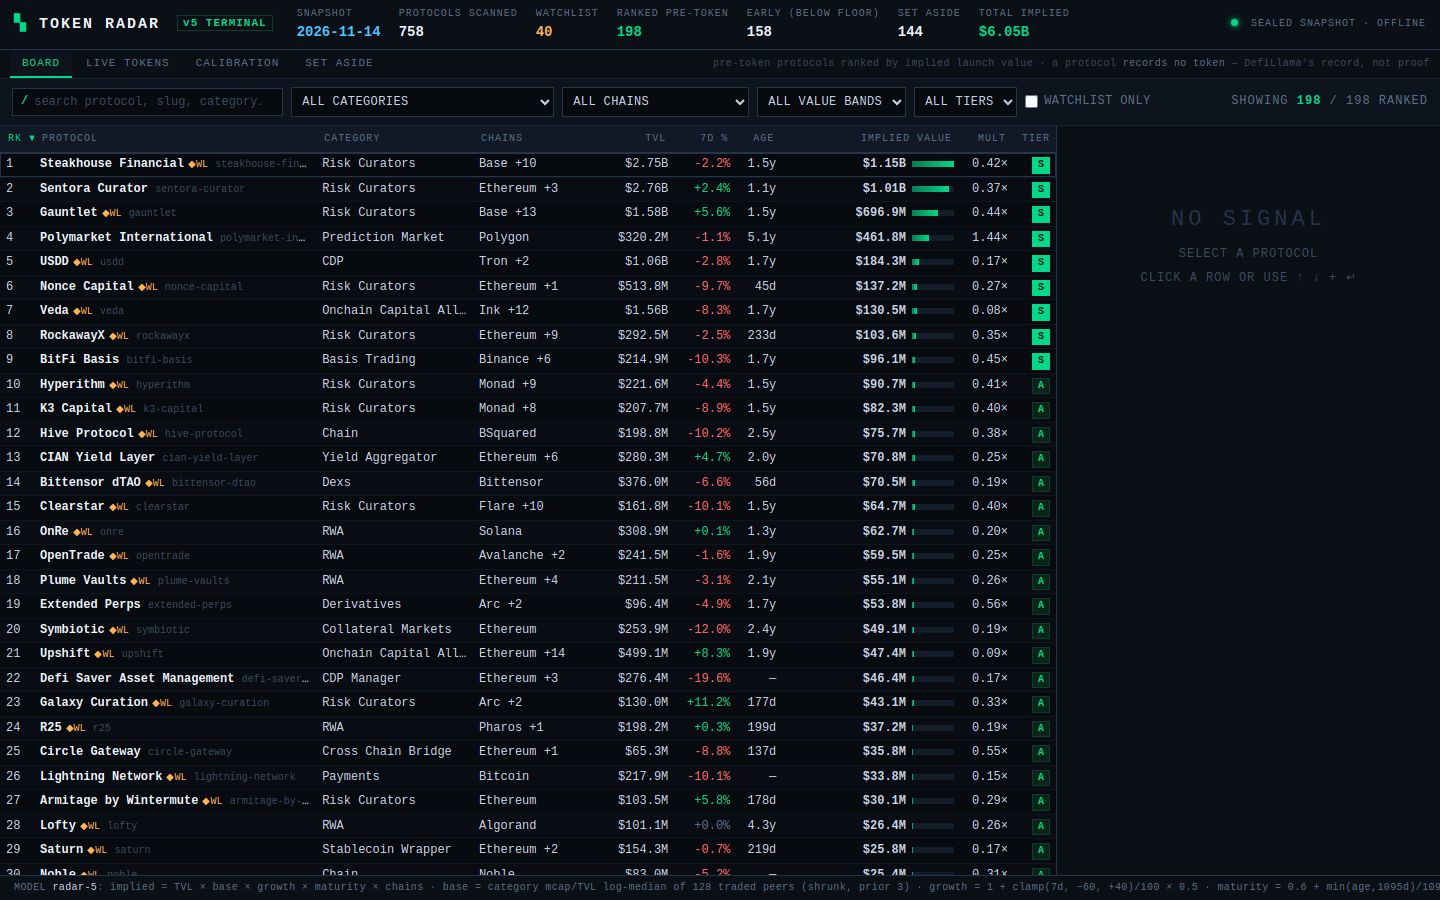 TOKEN RADAR v5 TERMINAL
SNAPSHOT PROTOCOLS SCANNED WATCHLIST RANKED PRE-TOKEN EARLY (BELOW FLOOR) SET ASIDE TOTAL IMPLIED
2026-11-14 758 40 198 158 144 $6.05B
SEALED SNAPSHOT · OFFLINE
BOARD LIVE TOKENS CALIBRATION SET ASIDE
pre-token protocols ranked by implied launch value · a protocol records no token — DefiLlama's record, not proof
/ search protocol, slug, category… ALL CATEGORIES ALL CHAINS ALL VALUE BANDS ALL TIERS WATCHLIST ONLY SHOWING 198 / 198 RANKED
RK ▼ PROTOCOL CATEGORY CHAINS TVL 7D % AGE IMPLIED VALUE MULT TIER
1 Steakhouse Financial ◆WL steakhouse-fin… Risk Curators Base +10 $2.75B -2.2% 1.5y $1.15B 0.42× S
2 Sentora Curator sentora-curator Risk Curators Ethereum +3 $2.76B +2.4% 1.1y $1.01B 0.37× S
3 Gauntlet ◆WL gauntlet Risk Curators Base +13 $1.58B +5.6% 1.5y $696.9M 0.44× S
4 Polymarket International polymarket-in… Prediction Market Polygon $320.2M -1.1% 5.1y $461.8M 1.44× S
5 USDD ◆WL usdd CDP Tron +2 $1.06B -2.8% 1.7y $184.3M 0.17× S
6 Nonce Capital ◆WL nonce-capital Risk Curators Ethereum +1 $513.8M -9.7% 45d $137.2M 0.27× S
7 Veda ◆WL veda Onchain Capital All… Ink +12 $1.56B -8.3% 1.7y $130.5M 0.08× S
8 RockawayX ◆WL rockawayx Risk Curators Ethereum +9 $292.5M -2.5% 233d $103.6M 0.35× S
9 BitFi Basis bitfi-basis Basis Trading Binance +6 $214.9M -10.3% 1.7y $96.1M 0.45× S
10 Hyperithm ◆WL hyperithm Risk Curators Monad +9 $221.6M -4.4% 1.5y $90.7M 0.41× A
11 K3 Capital ◆WL k3-capital Risk Curators Monad +8 $207.7M -8.9% 1.5y $82.3M 0.40× A
12 Hive Protocol ◆WL hive-protocol Chain BSquared $198.8M -10.2% 2.5y $75.7M 0.38× A
13 CIAN Yield Layer cian-yield-layer Yield Aggregator Ethereum +6 $280.3M +4.7% 2.0y $70.8M 0.25× A
14 Bittensor dTAO ◆WL bittensor-dtao Dexs Bittensor $376.0M -6.6% 56d $70.5M 0.19× A
15 Clearstar ◆WL clearstar Risk Curators Flare +10 $161.8M -10.1% 1.5y $64.7M 0.40× A
16 OnRe ◆WL onre RWA Solana $308.9M +0.1% 1.3y $62.7M 0.20× A
17 OpenTrade ◆WL opentrade RWA Avalanche +2 $241.5M -1.6% 1.9y $59.5M 0.25× A
18 Plume Vaults ◆WL plume-vaults RWA Ethereum +4 $211.5M -3.1% 2.1y $55.1M 0.26× A
19 Extended Perps extended-perps Derivatives Arc +2 $96.4M -4.9% 1.7y $53.8M 0.56× A
20 Symbiotic ◆WL symbiotic Collateral Markets Ethereum $253.9M -12.0% 2.4y $49.1M 0.19× A
21 Upshift ◆WL upshift Onchain Capital All… Ethereum +14 $499.1M +8.3% 1.9y $47.4M 0.09× A
22 Defi Saver Asset Management defi-saver… CDP Manager Ethereum +3 $276.4M -19.6% — $46.4M 0.17× A
23 Galaxy Curation ◆WL galaxy-curation Risk Curators Arc +2 $130.0M +11.2% 177d $43.1M 0.33× A
24 R25 ◆WL r25 RWA Pharos +1 $198.2M +0.3% 199d $37.2M 0.19× A
25 Circle Gateway circle-gateway Cross Chain Bridge Ethereum +1 $65.3M -8.8% 137d $35.8M 0.55× A
26 Lightning Network ◆WL lightning-network Payments Bitcoin $217.9M -10.1% — $33.8M 0.15× A
27 Armitage by Wintermute ◆WL armitage-by-… Risk Curators Ethereum $103.5M +5.8% 178d $30.1M 0.29× A
28 Lofty ◆WL lofty RWA Algorand $101.1M +0.0% 4.3y $26.4M 0.26× A
29 Saturn ◆WL saturn Stablecoin Wrapper Ethereum +2 $154.3M -0.7% 219d $25.8M 0.17× A
30 Noble ◆WL noble Chain Noble $83.0M -5.2% — $25.4M 0.31× A
NO SIGNAL
SELECT A PROTOCOL
CLICK A ROW OR USE ↑ ↓ + ↵
MODEL radar-5: implied = TVL × base × growth × maturity × chains · base = category mcap/TVL log-median of 128 traded peers (shrunk, prior 3) · growth = 1 + clamp(7d, −60, +40)/100 × 0.5 · maturity = 0.6 + min(age,1095d)/109